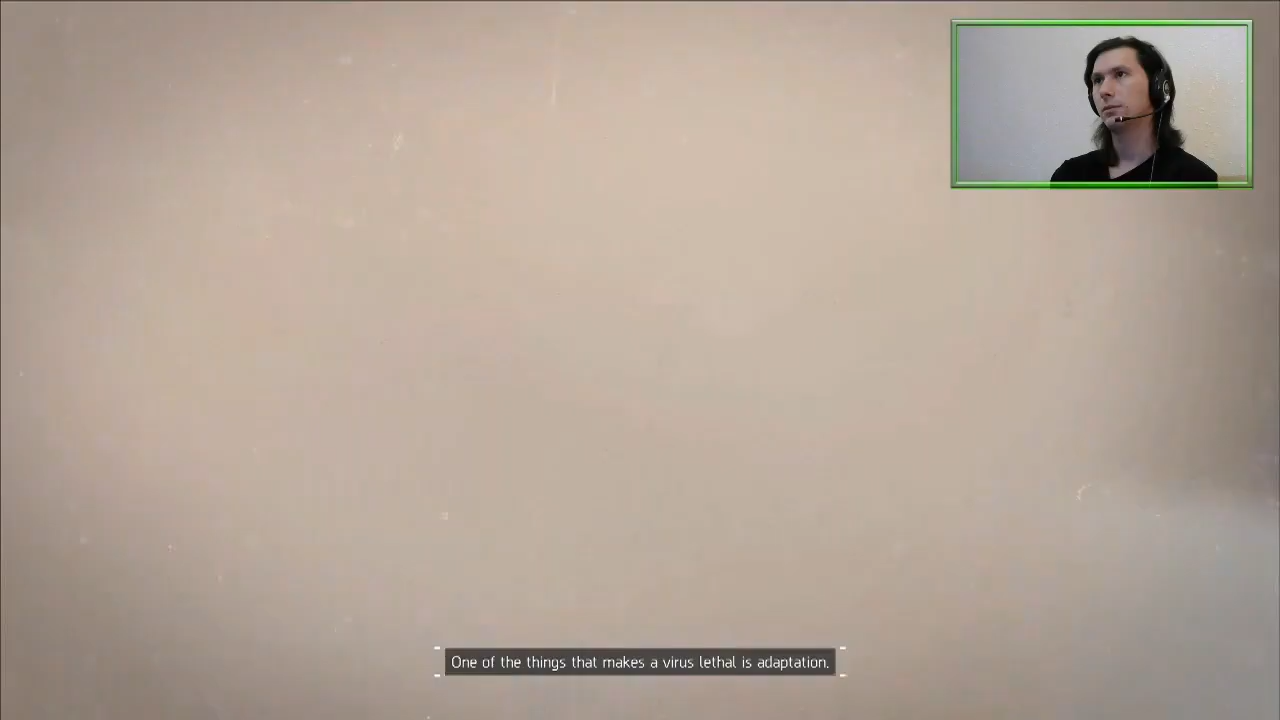 One of the things that makes a virus lethal is adaptation.